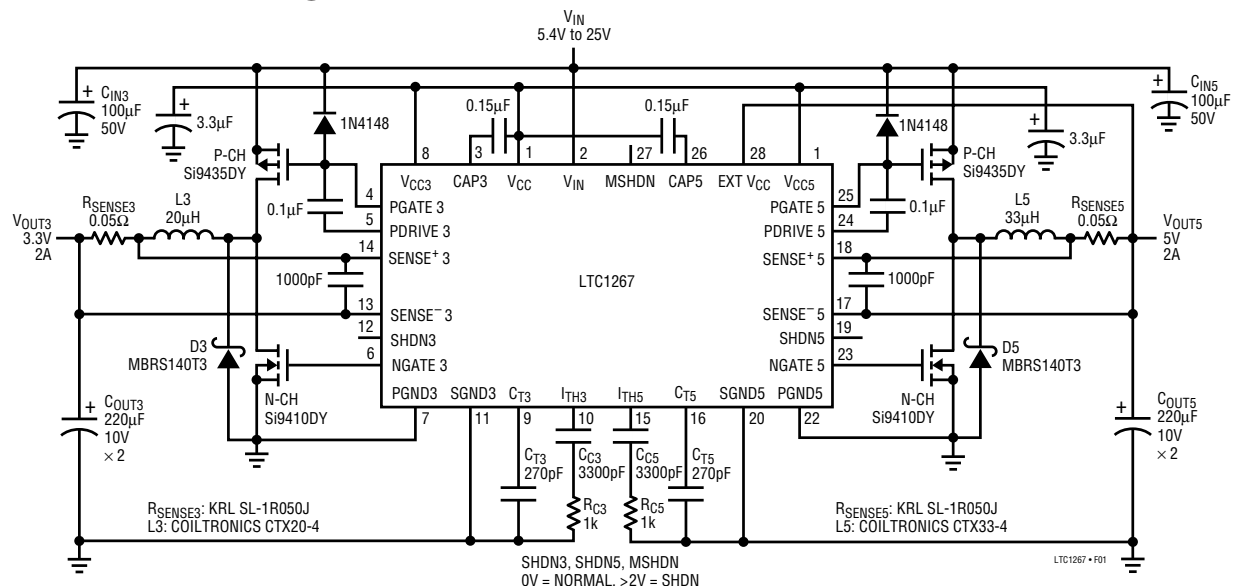 VIN
5.4V to 25V
CIN3
100µF
50V
+
3.3µF
+
1N4148
0.15µF
0.15µF
1N4148
+
3.3µF
+
CIN5
100µF
50V
P-CH
Si9435DY
8
3
1
2
27
26
28
1
P-CH
Si9435DY
VCC3
CAP3
VCC
VIN
MSHDN
CAP5
EXT VCC
VCC5
4
PGATE 3
PGATE 5
25
0.1µF
5
PDRIVE 3
PDRIVE 5
24
0.1µF
VOUT3
3.3V
2A
RSENSE3
0.05Ω
L3
20µH
L5
33µH
RSENSE5
0.05Ω
VOUT5
5V
2A
14
SENSE+ 3
SENSE+ 5
18
1000pF
LTC1267
1000pF
13
SENSE– 3
SENSE– 5
17
12
SHDN3
SHDN5
19
6
NGATE 3
NGATE 5
23
D3
MBRS140T3
D5
MBRS140T3
N-CH
Si9410DY
N-CH
Si9410DY
PGND3
SGND3
CT3
ITH3
ITH5
CT5
SGND5
PGND5
7
11
9
10
15
16
20
22
COUT3
220µF
10V
× 2
+
COUT5
220µF
10V
× 2
+
CT3
270pF
CC3
3300pF
CC5
3300pF
CT5
270pF
RC3
1k
RC5
1k
RSENSE3: KRL SL-1R050J
L3: COILTRONICS CTX20-4
RSENSE5: KRL SL-1R050J
L5: COILTRONICS CTX33-4
SHDN3, SHDN5, MSHDN
0V = NORMAL, >2V = SHDN
LTC1267 • F01